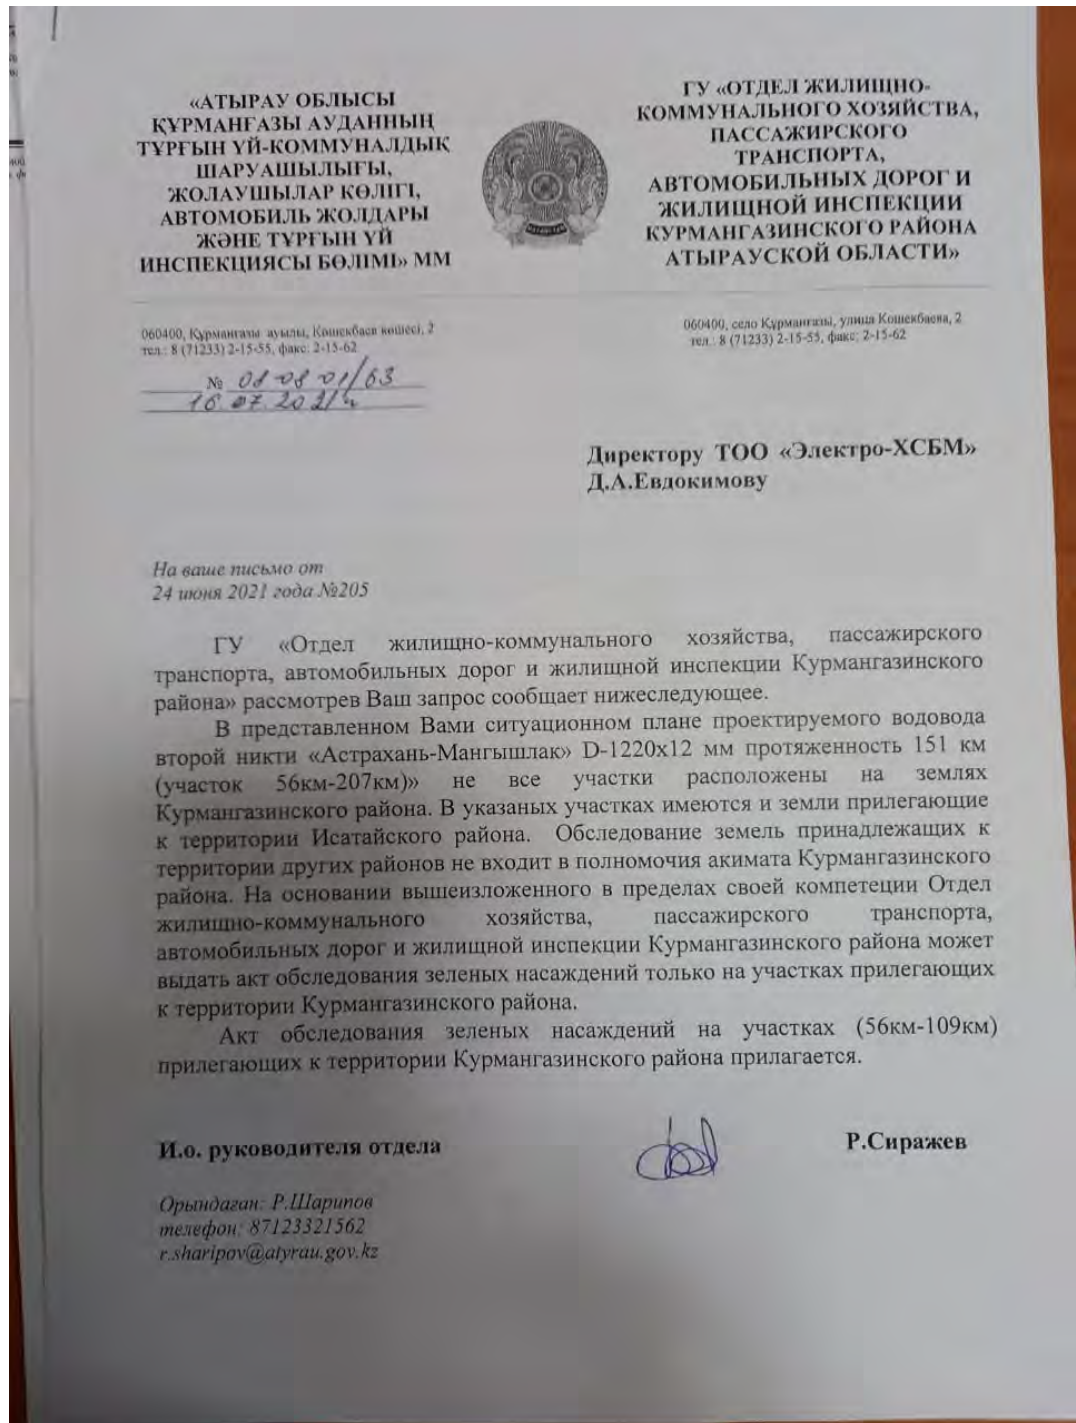 «АТЫРАУ ОБЛЫСЫ
ҚҰРМАНҒАЗЫ АУДАНЫНЫҢ
ТҰРҒЫН ҮЙ-КОММУНАЛДЫҚ
ШАРУАШЫЛЫҒЫ,
ЖОЛАУШЫЛАР КӨЛІГІ,
АВТОМОБИЛЬ ЖОЛДАРЫ
ЖӘНЕ ТҰРҒЫН ҮЙ
ИНСПЕКЦИЯСЫ БӨЛІМІ» ММ
ГУ «ОТДЕЛ ЖИЛИЩНО-
КОММУНАЛЬНОГО ХОЗЯЙСТВА,
ПАССАЖИРСКОГО
ТРАНСПОРТА,
АВТОМОБИЛЬНЫХ ДОРОГ И
ЖИЛИЩНОЙ ИНСПЕКЦИИ
КУРМАНГАЗИНСКОГО РАЙОНА
АТЫРАУСКОЙ ОБЛАСТИ»
060400, Құрманғазы ауылы, Көшекбаев көшесі, 2
тел.: 8 (71233) 2-15-55, факс: 2-15-62
060400, село Құрманғазы, улица Кошекбаева, 2
тел.: 8 (71233) 2-15-55, факс: 2-15-62
№ 08-08-01/63
16.07.2021г
Директору ТОО «Электро-ХСБМ»
Д.А.Евдокимову
На ваше письмо от
24 июня 2021 года №205
ГУ «Отдел жилищно-коммунального хозяйства, пассажирского
транспорта, автомобильных дорог и жилищной инспекции Курмангазинского
района» рассмотрев Ваш запрос сообщает нижеследующее.
В представленном Вами ситуационном плане проектируемого водовода
второй никти «Астрахань-Мангышлак» D-1220х12 мм протяженность 151 км
(участок 56км-207км)» не все участки расположены на землях
Курмангазинского района. В указаных участках имеются и земли прилегающие
к территории Исатайского района. Обследование земель принадлежащих к
территории других районов не входит в полномочия акимата Курмангазинского
района. На основании вышеизложенного в пределах своей компетеции Отдел
жилищно-коммунального хозяйства, пассажирского транспорта,
автомобильных дорог и жилищной инспекции Курмангазинского района может
выдать акт обследования зеленых насаждений только на участках прилегающих
к территории Курмангазинского района.
Акт обследования зеленых насаждений на участках (56км-109км)
прилегающих к территории Курмангазинского района прилагается.
И.о. руководителя отдела
Р.Сиражев
Орындаған: Р.Шарипов
телефон: 87123321562
r.sharipov@atyrau.gov.kz